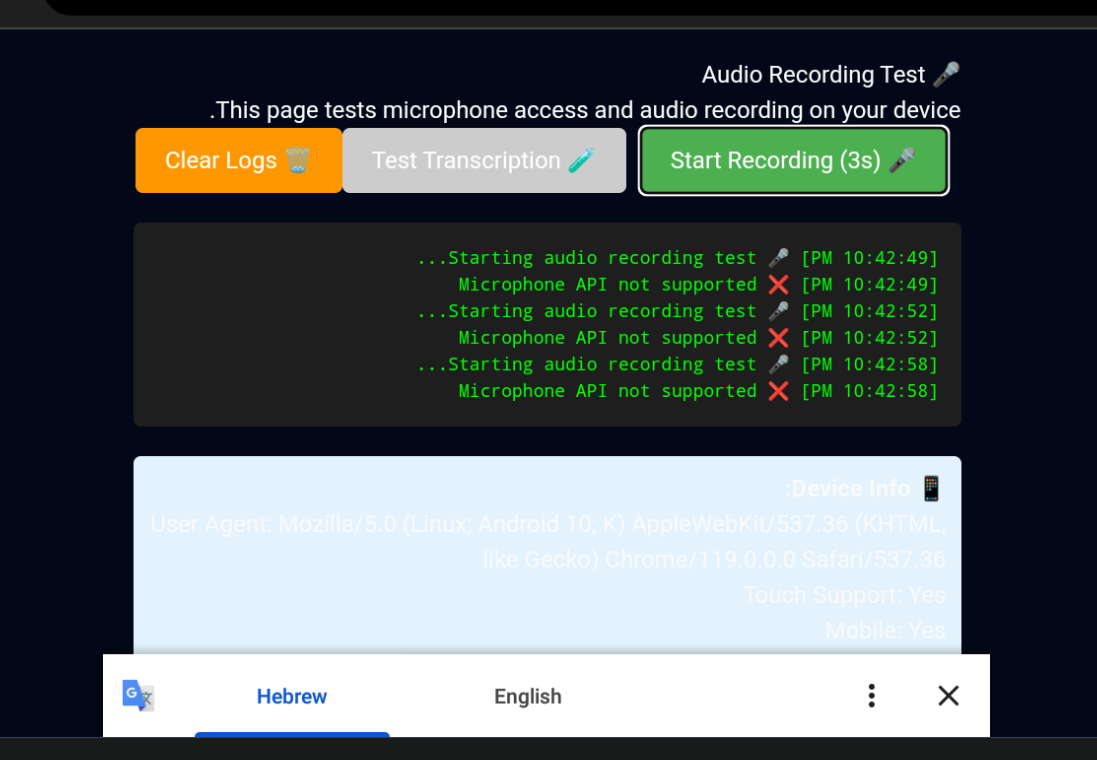 Audio Recording Test 🎤
.This page tests microphone access and audio recording on your device
Start Recording (3s) 🎤
Test Transcription 🧪
Clear Logs 🗑️
...Starting audio recording test 🎤 [PM 10:42:49]
Microphone API not supported ❌ [PM 10:42:49]
...Starting audio recording test 🎤 [PM 10:42:52]
Microphone API not supported ❌ [PM 10:42:52]
...Starting audio recording test 🎤 [PM 10:42:58]
Microphone API not supported ❌ [PM 10:42:58]
:Device Info 📱
User Agent: Mozilla/5.0 (Linux; Android 10; K) AppleWebKit/537.36 (KHTML,
like Gecko) Chrome/119.0.0.0 Safari/537.36
Touch Support: Yes
Mobile: Yes
Hebrew
English